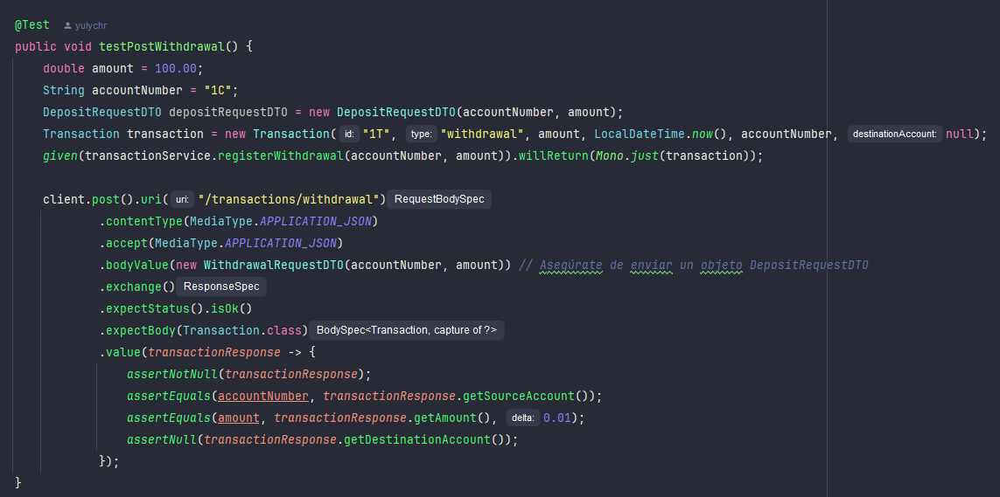 @Test yulychr
public void testPostWithdrawal() {
double amount = 100.00;
String accountNumber = "1C";
DepositRequestDTO depositRequestDTO = new DepositRequestDTO(accountNumber, amount);
Transaction transaction = new Transaction( id: "1T", type: "withdrawal", amount, LocalDateTime.now(), accountNumber, destinationAccount: null);
given(transactionService.registerWithdrawal(accountNumber, amount)).willReturn(Mono.just(transaction));
client.post().uri( uri: "/transactions/withdrawal") RequestBodySpec
.contentType(MediaType.APPLICATION_JSON)
.accept(MediaType.APPLICATION_JSON)
.bodyValue(new WithdrawalRequestDTO(accountNumber, amount)) // Asegúrate de enviar un objeto DepositRequestDTO
.exchange() ResponseSpec
.expectStatus().isOk()
.expectBody(Transaction.class) BodySpec<Transaction, capture of ?>
.value(transactionResponse -> {
assertNotNull(transactionResponse);
assertEquals(accountNumber, transactionResponse.getSourceAccount());
assertEquals(amount, transactionResponse.getAmount(), delta: 0.01);
assertNull(transactionResponse.getDestinationAccount());
});
}